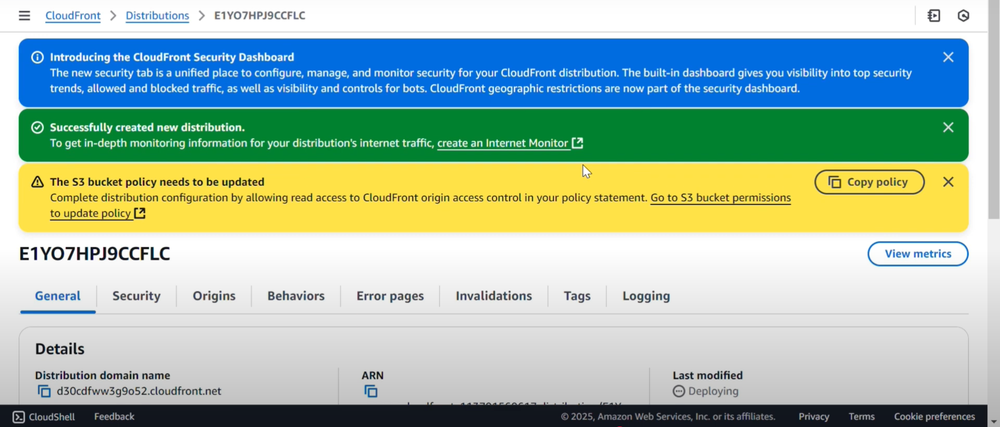 CloudFront > Distributions > E1YO7HPJ9CCFLC
Introducing the CloudFront Security Dashboard
The new security tab is a unified place to configure, manage, and monitor security for your CloudFront distribution. The built-in dashboard gives you visibility into top security
trends, allowed and blocked traffic, as well as visibility and controls for bots. CloudFront geographic restrictions are now part of the security dashboard.
Successfully created new distribution.
To get in-depth monitoring information for your distribution's internet traffic, create an Internet Monitor
The S3 bucket policy needs to be updated
Copy policy
Complete distribution configuration by allowing read access to CloudFront origin access control in your policy statement. Go to S3 bucket permissions
to update policy
E1YO7HPJ9CCFLC
View metrics
General Security Origins Behaviors Error pages Invalidations Tags Logging
Details
Distribution domain name
d30cdfww3g9o52.cloudfront.net
ARN
Last modified
Deploying
CloudShell Feedback © 2025, Amazon Web Services, Inc. or its affiliates. Privacy Terms Cookie preferences